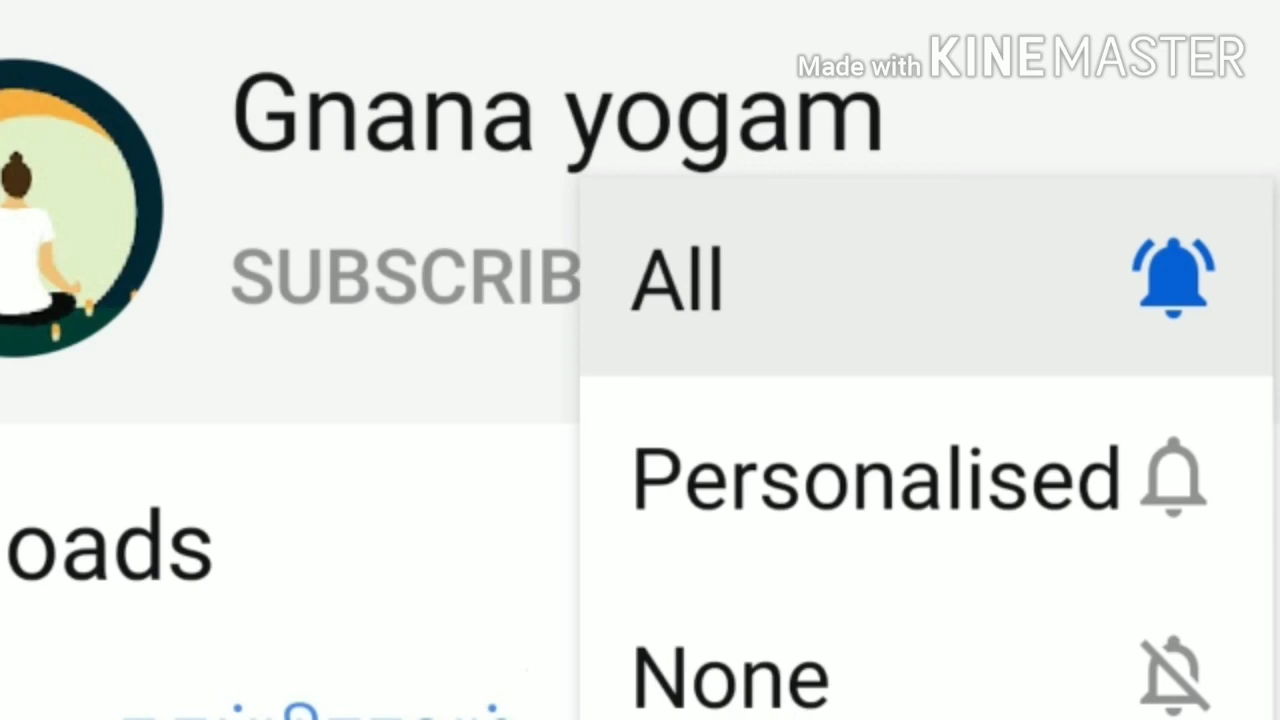 Made with KINEMASTER
Gnana yogam
SUBSCRIB
All
Personalised
oads
None